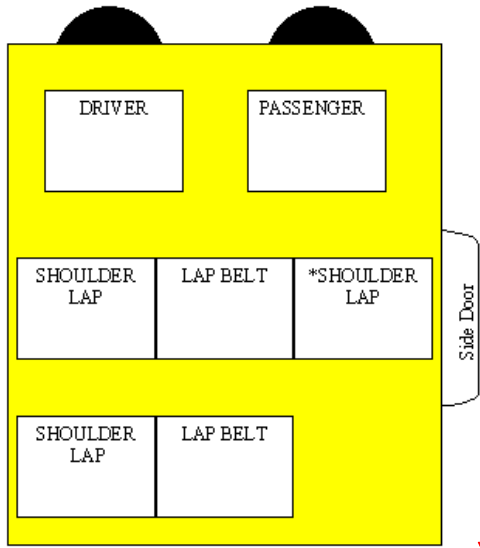 DRIVER
PASSENGER
SHOULDER
LAP
LAP BELT
*SHOULDER
LAP
Side Door
SHOULDER
LAP
LAP BELT